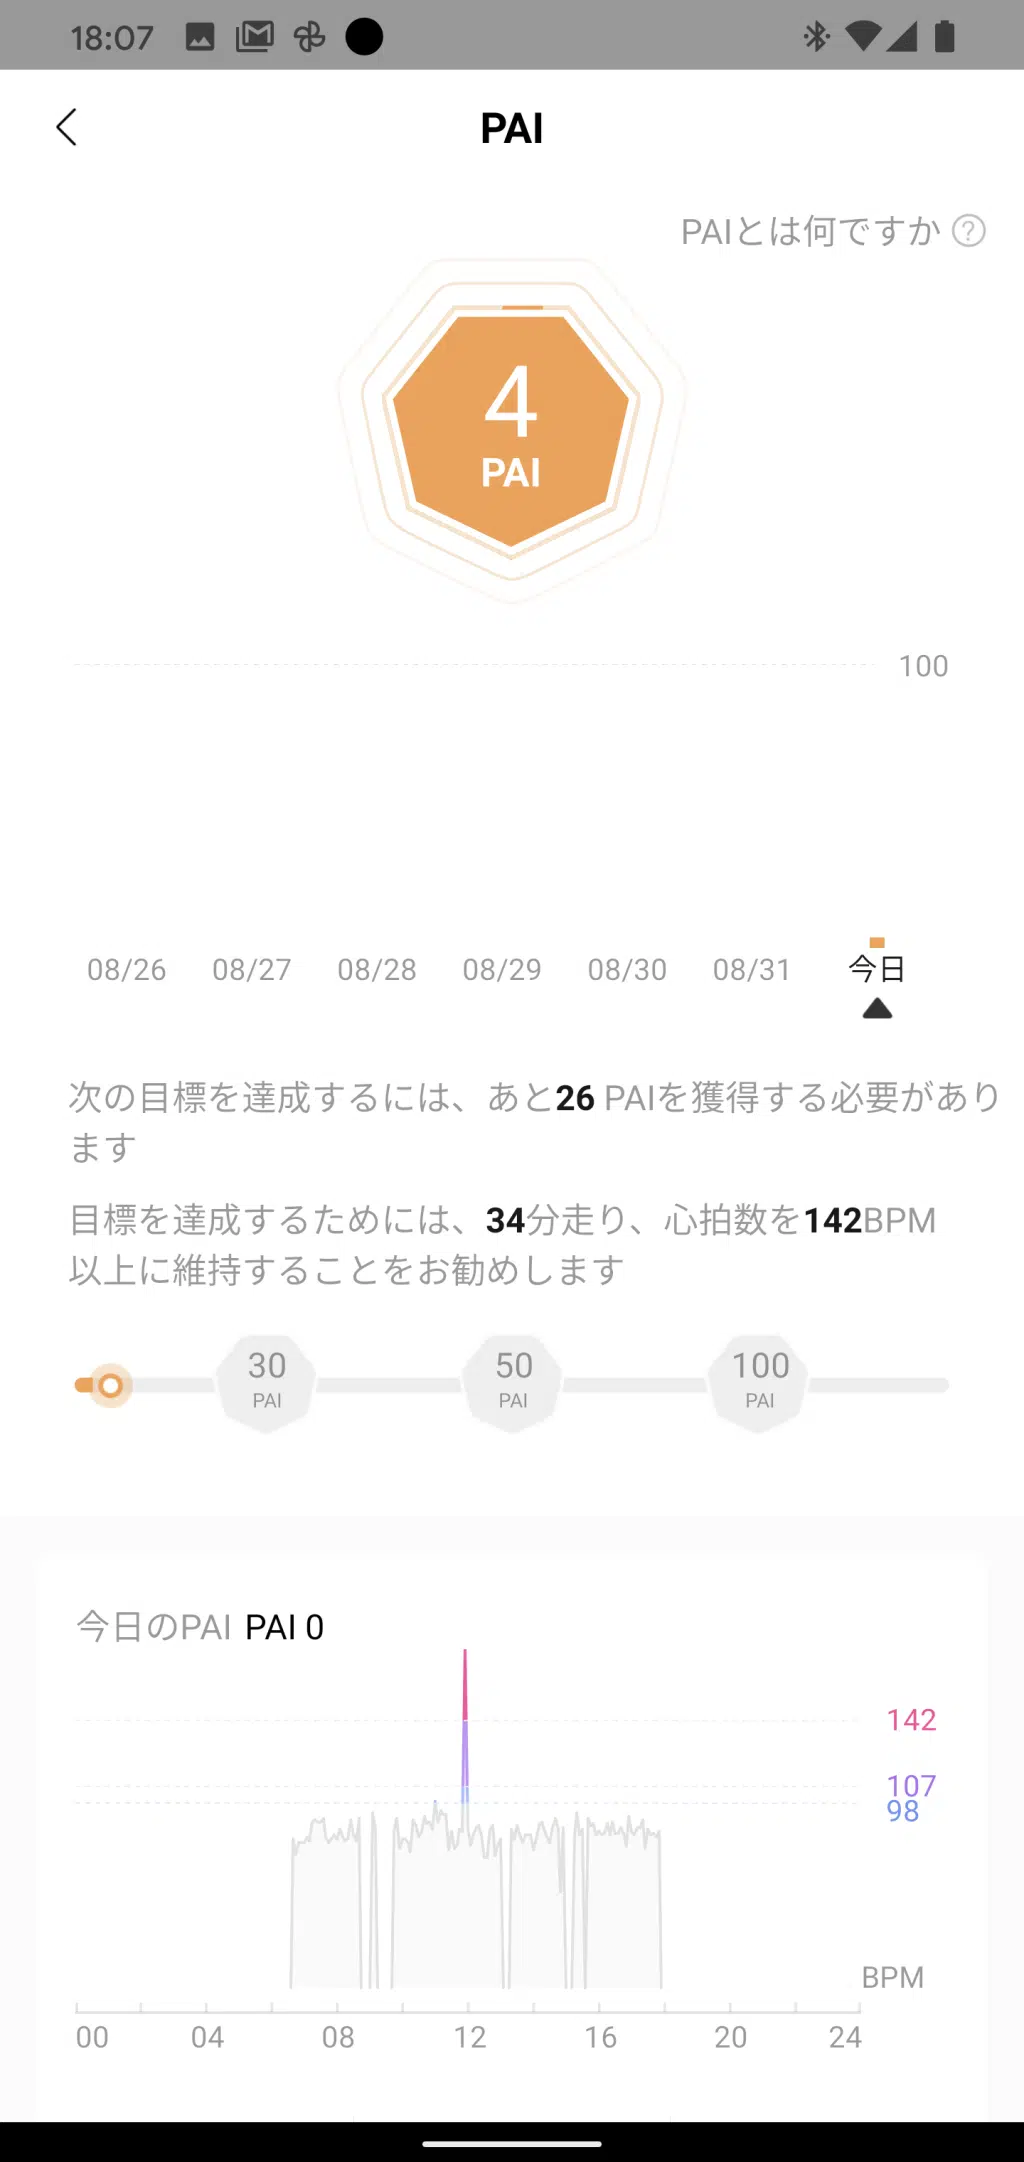 18:07
PAI
PAIとは何ですか ?
4
PAI
100
08/26 08/27 08/28 08/29 08/30 08/31 今日
次の目標を達成するには、あと26 PAIを獲得する必要があり
ます
目標を達成するためには、34分走り、心拍数を142BPM
以上に維持することをお勧めします
30 50 100
PAI PAI PAI
今日のPAI PAI 0
142
107
98
BPM
00 04 08 12 16 20 24